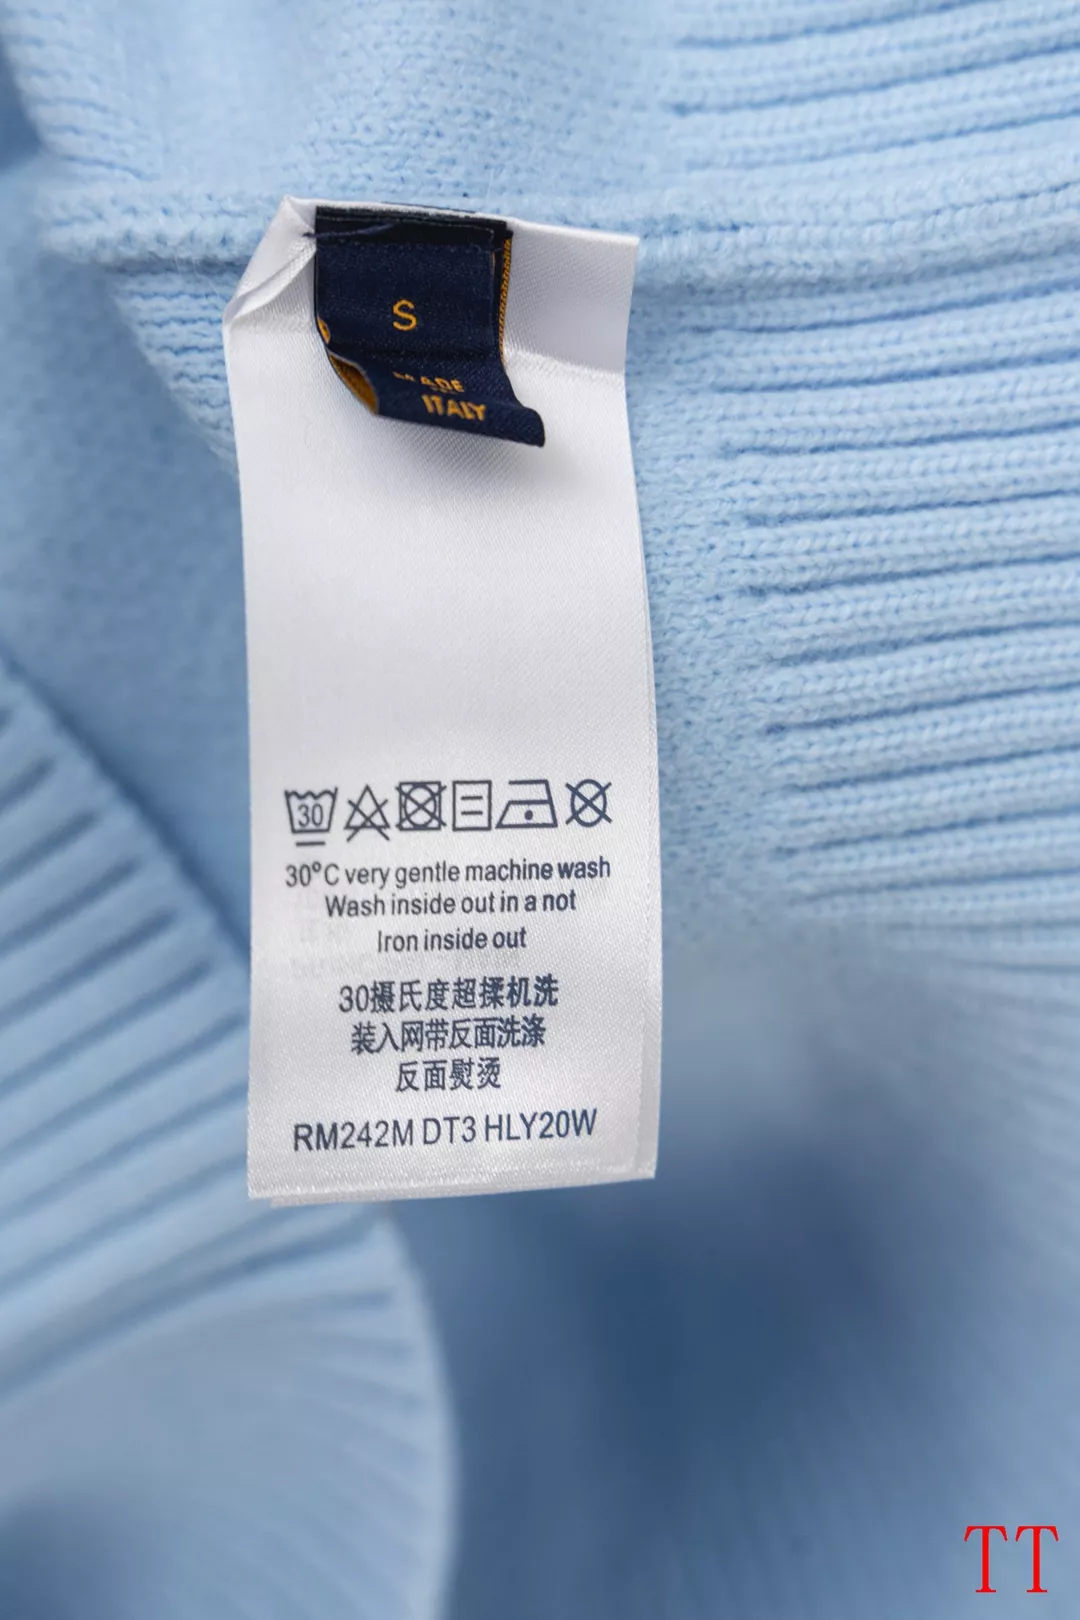 S
MADE
ITALY
30
30°C very gentle machine wash
Wash inside out in a not
Iron inside out
30摄氏度超揉机洗
装入网带反面洗涤
反面熨烫
RM242M DT3 HLY20W
TT